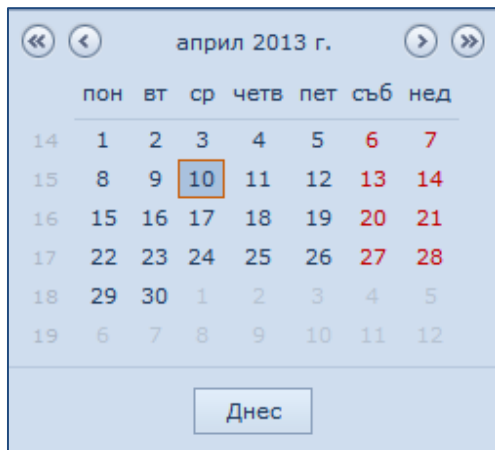 април 2013 г.
пон вт ср четв пет съб нед
14 1 2 3 4 5 6 7
15 8 9 10 11 12 13 14
16 15 16 17 18 19 20 21
17 22 23 24 25 26 27 28
18 29 30 1 2 3 4 5
19 6 7 8 9 10 11 12
Днес